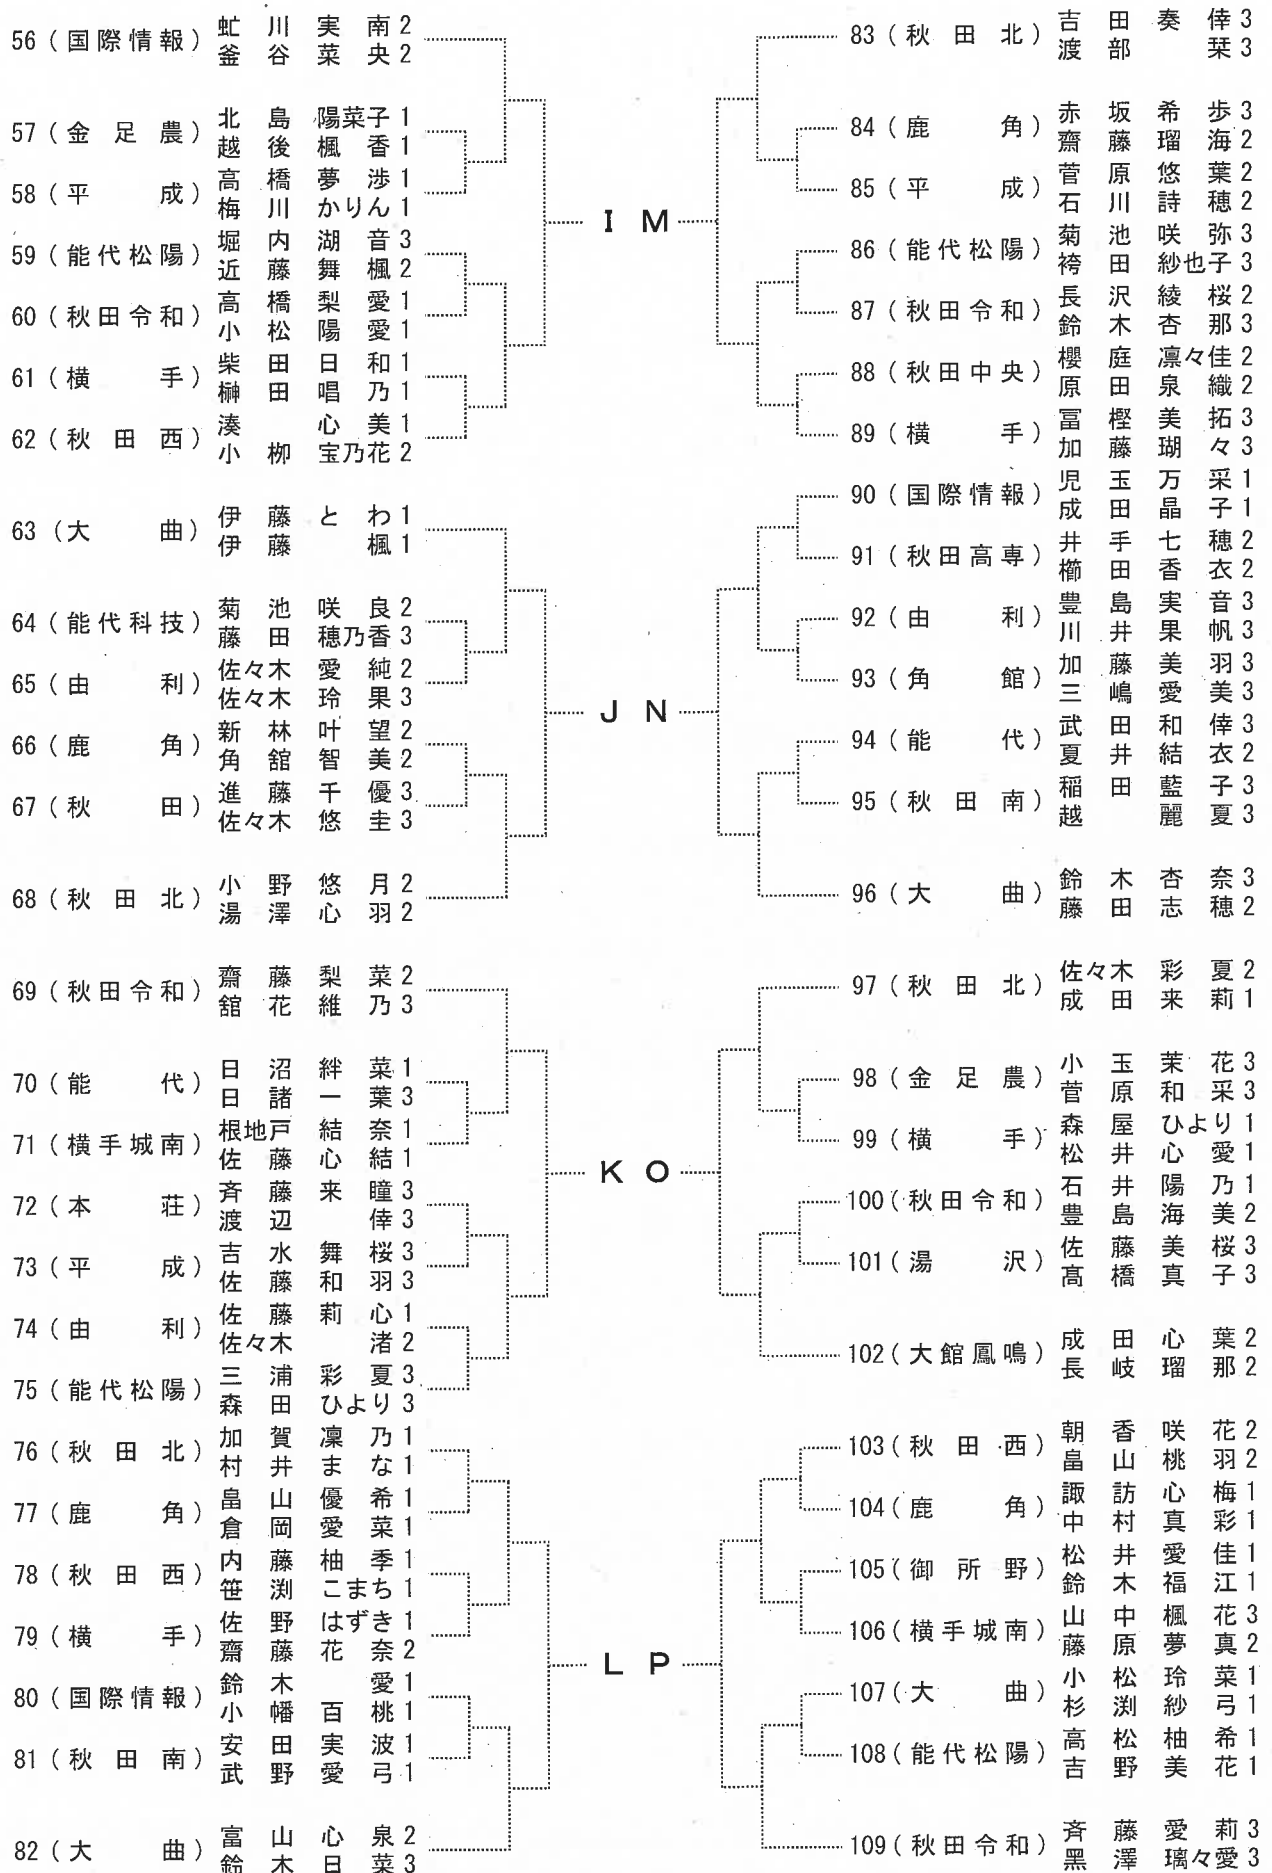 56 (国際情報) 虻川実南 2
釜谷菜央 2
57 (金足農) 北島陽菜子 1
越後楓香 1
58 (平成) 高橋夢渉 1
梅川かりん 1
59 (能代松陽) 堀内湖音 3
近藤舞楓 2
60 (秋田令和) 高橋梨愛 1
小松陽愛 1
61 (横手) 柴田日和 1
榊田唱乃 1
62 (秋田西) 湊心美 1
小栁宝乃花 2
63 (大曲) 伊藤とわ 1
伊藤楓 1
64 (能代科技) 菊池咲良 2
藤田穂乃香 3
65 (由利) 佐々木愛純 2
佐々木玲果 3
66 (鹿角) 新林叶望 2
角舘智美 2
67 (秋田) 進藤千優 3
佐々木悠圭 3
68 (秋田北) 小野悠月 2
湯澤心羽 2
69 (秋田令和) 齋藤梨菜 2
舘花維乃 3
70 (能代) 日沼絆菜 1
日諸一葉 3
71 (横手城南) 根地戸結奈 1
佐藤心結 1
72 (本荘) 斉藤来瞳 3
渡辺倖 3
73 (平成) 吉水舞桜 3
佐藤和羽 3
74 (由利) 佐藤莉心 1
佐々木渚 2
75 (能代松陽) 三浦彩夏 3
森田ひより 3
76 (秋田北) 加賀凜乃 1
村井まな 1
77 (鹿角) 畠山優希 1
倉岡愛菜 1
78 (秋田西) 内藤柚季 1
笹渕こまち 1
79 (横手) 佐野はずき 1
齋藤花奈 2
80 (国際情報) 鈴木愛 1
小幡百桃 1
81 (秋田南) 安田実波 1
武野愛弓 1
82 (大曲) 富山心泉 2
鈴木日菜 3
I M
J N
K O
L P
83 (秋田北) 吉田奏倖 3
渡部栞 3
84 (鹿角) 赤坂希歩 3
齋藤瑠海 2
85 (平成) 菅原悠葉 2
石川詩穂 2
86 (能代松陽) 菊池咲弥 3
袴田紗也子 3
87 (秋田令和) 長沢綾桜 2
鈴木杏那 3
88 (秋田中央) 櫻庭凛々佳 2
原田泉織 2
89 (横手) 冨樫美拓 3
加藤瑚々 3
90 (国際情報) 児玉万采 1
成田晶子 1
91 (秋田高専) 井手七穂 2
櫛田香衣 2
92 (由利) 豊島実音 3
川井果帆 3
93 (角館) 加藤美羽 3
三嶋愛美 3
94 (能代) 武田和倖 3
夏井結衣 2
95 (秋田南) 稲田藍子 3
越麗夏 3
96 (大曲) 鈴木杏奈 3
藤田志穂 2
97 (秋田北) 佐々木彩夏 2
成田来莉 1
98 (金足農) 小玉茉花 3
菅原和采 3
99 (横手) 森屋ひより 1
松井心愛 1
100 (秋田令和) 石井陽乃 1
豊島海美 2
101 (湯沢) 佐藤美桜 3
髙橋真子 3
102 (大館鳳鳴) 成田心葉 2
長岐瑠那 2
103 (秋田西) 朝香咲花 2
畠山桃羽 2
104 (鹿角) 諏訪心梅 1
中村真彩 1
105 (御所野) 松井愛佳 1
鈴木福江 1
106 (横手城南) 山中楓花 3
藤原夢真 2
107 (大曲) 小松玲菜 1
杉渕紗弓 1
108 (能代松陽) 高松柚希 1
吉野美花 1
109 (秋田令和) 斉藤愛莉 3
黑澤璃々愛 3